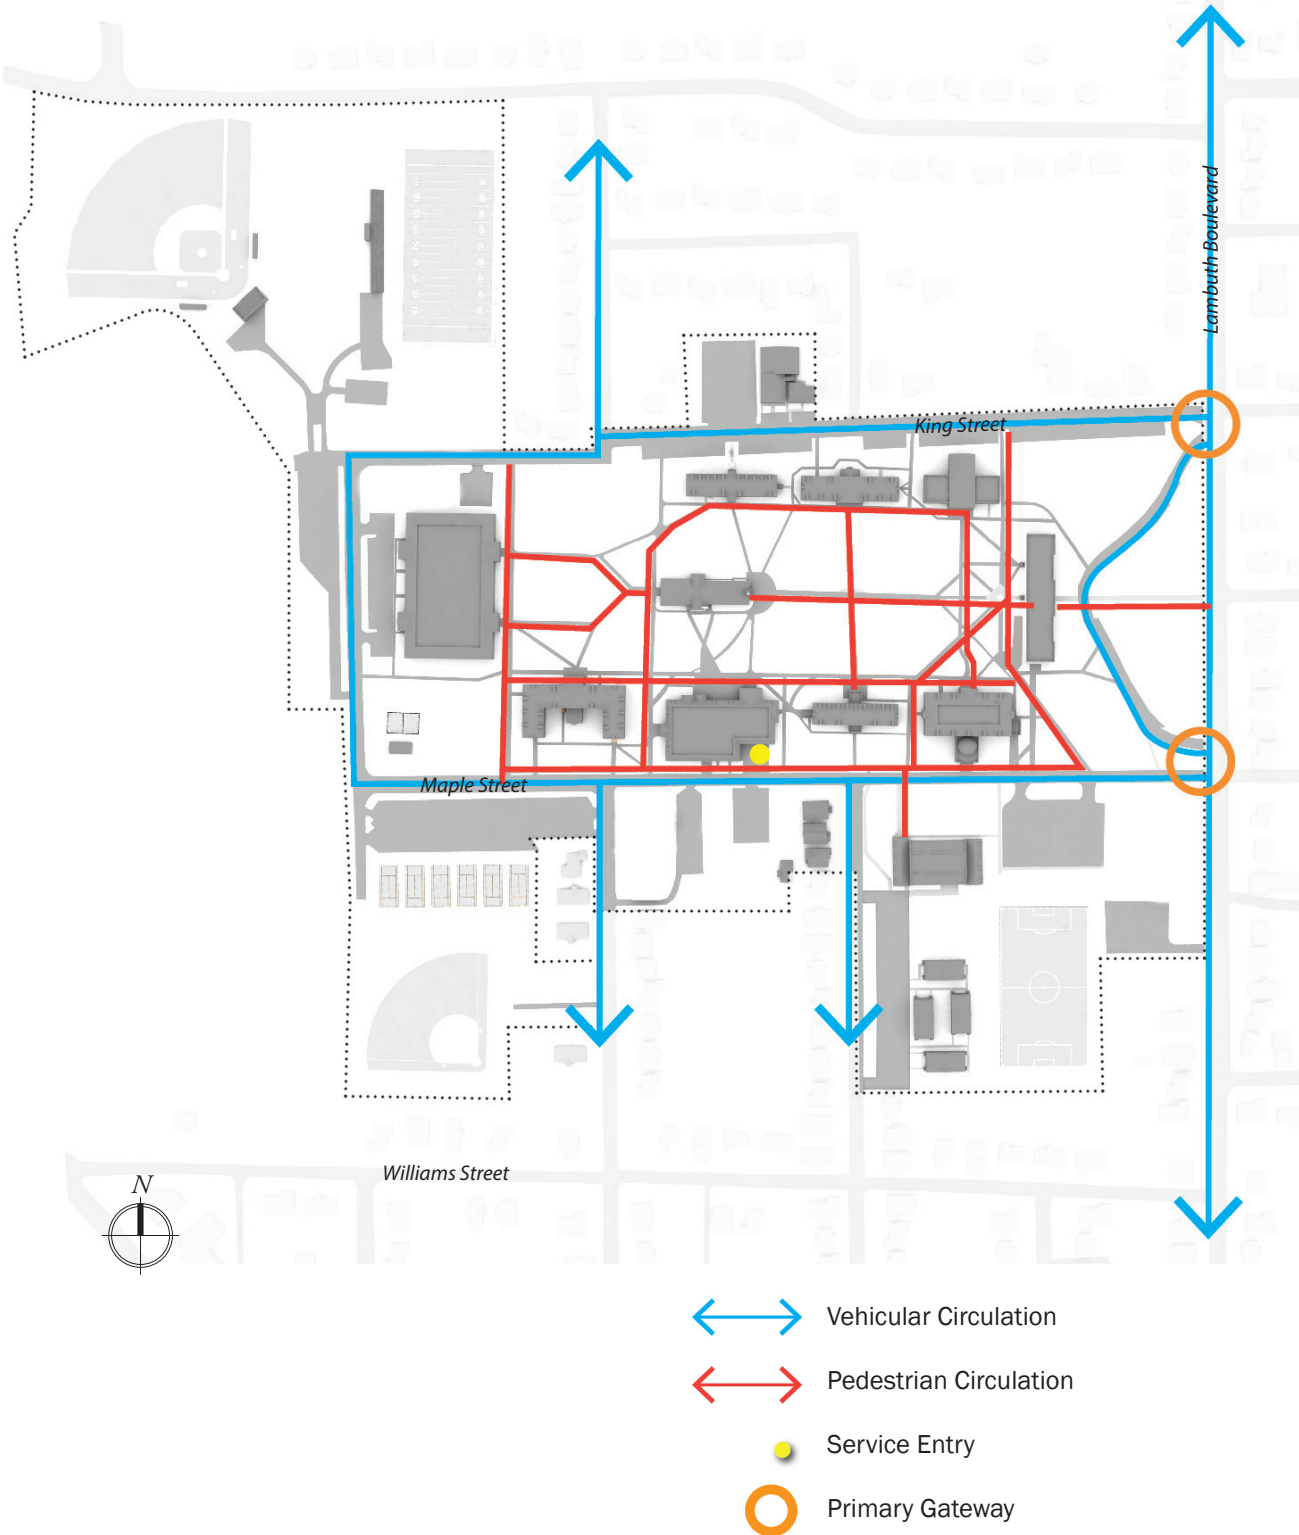 Lambuth Boulevard
King Street
Maple Street
Williams Street
N
Vehicular Circulation
Pedestrian Circulation
Service Entry
Primary Gateway